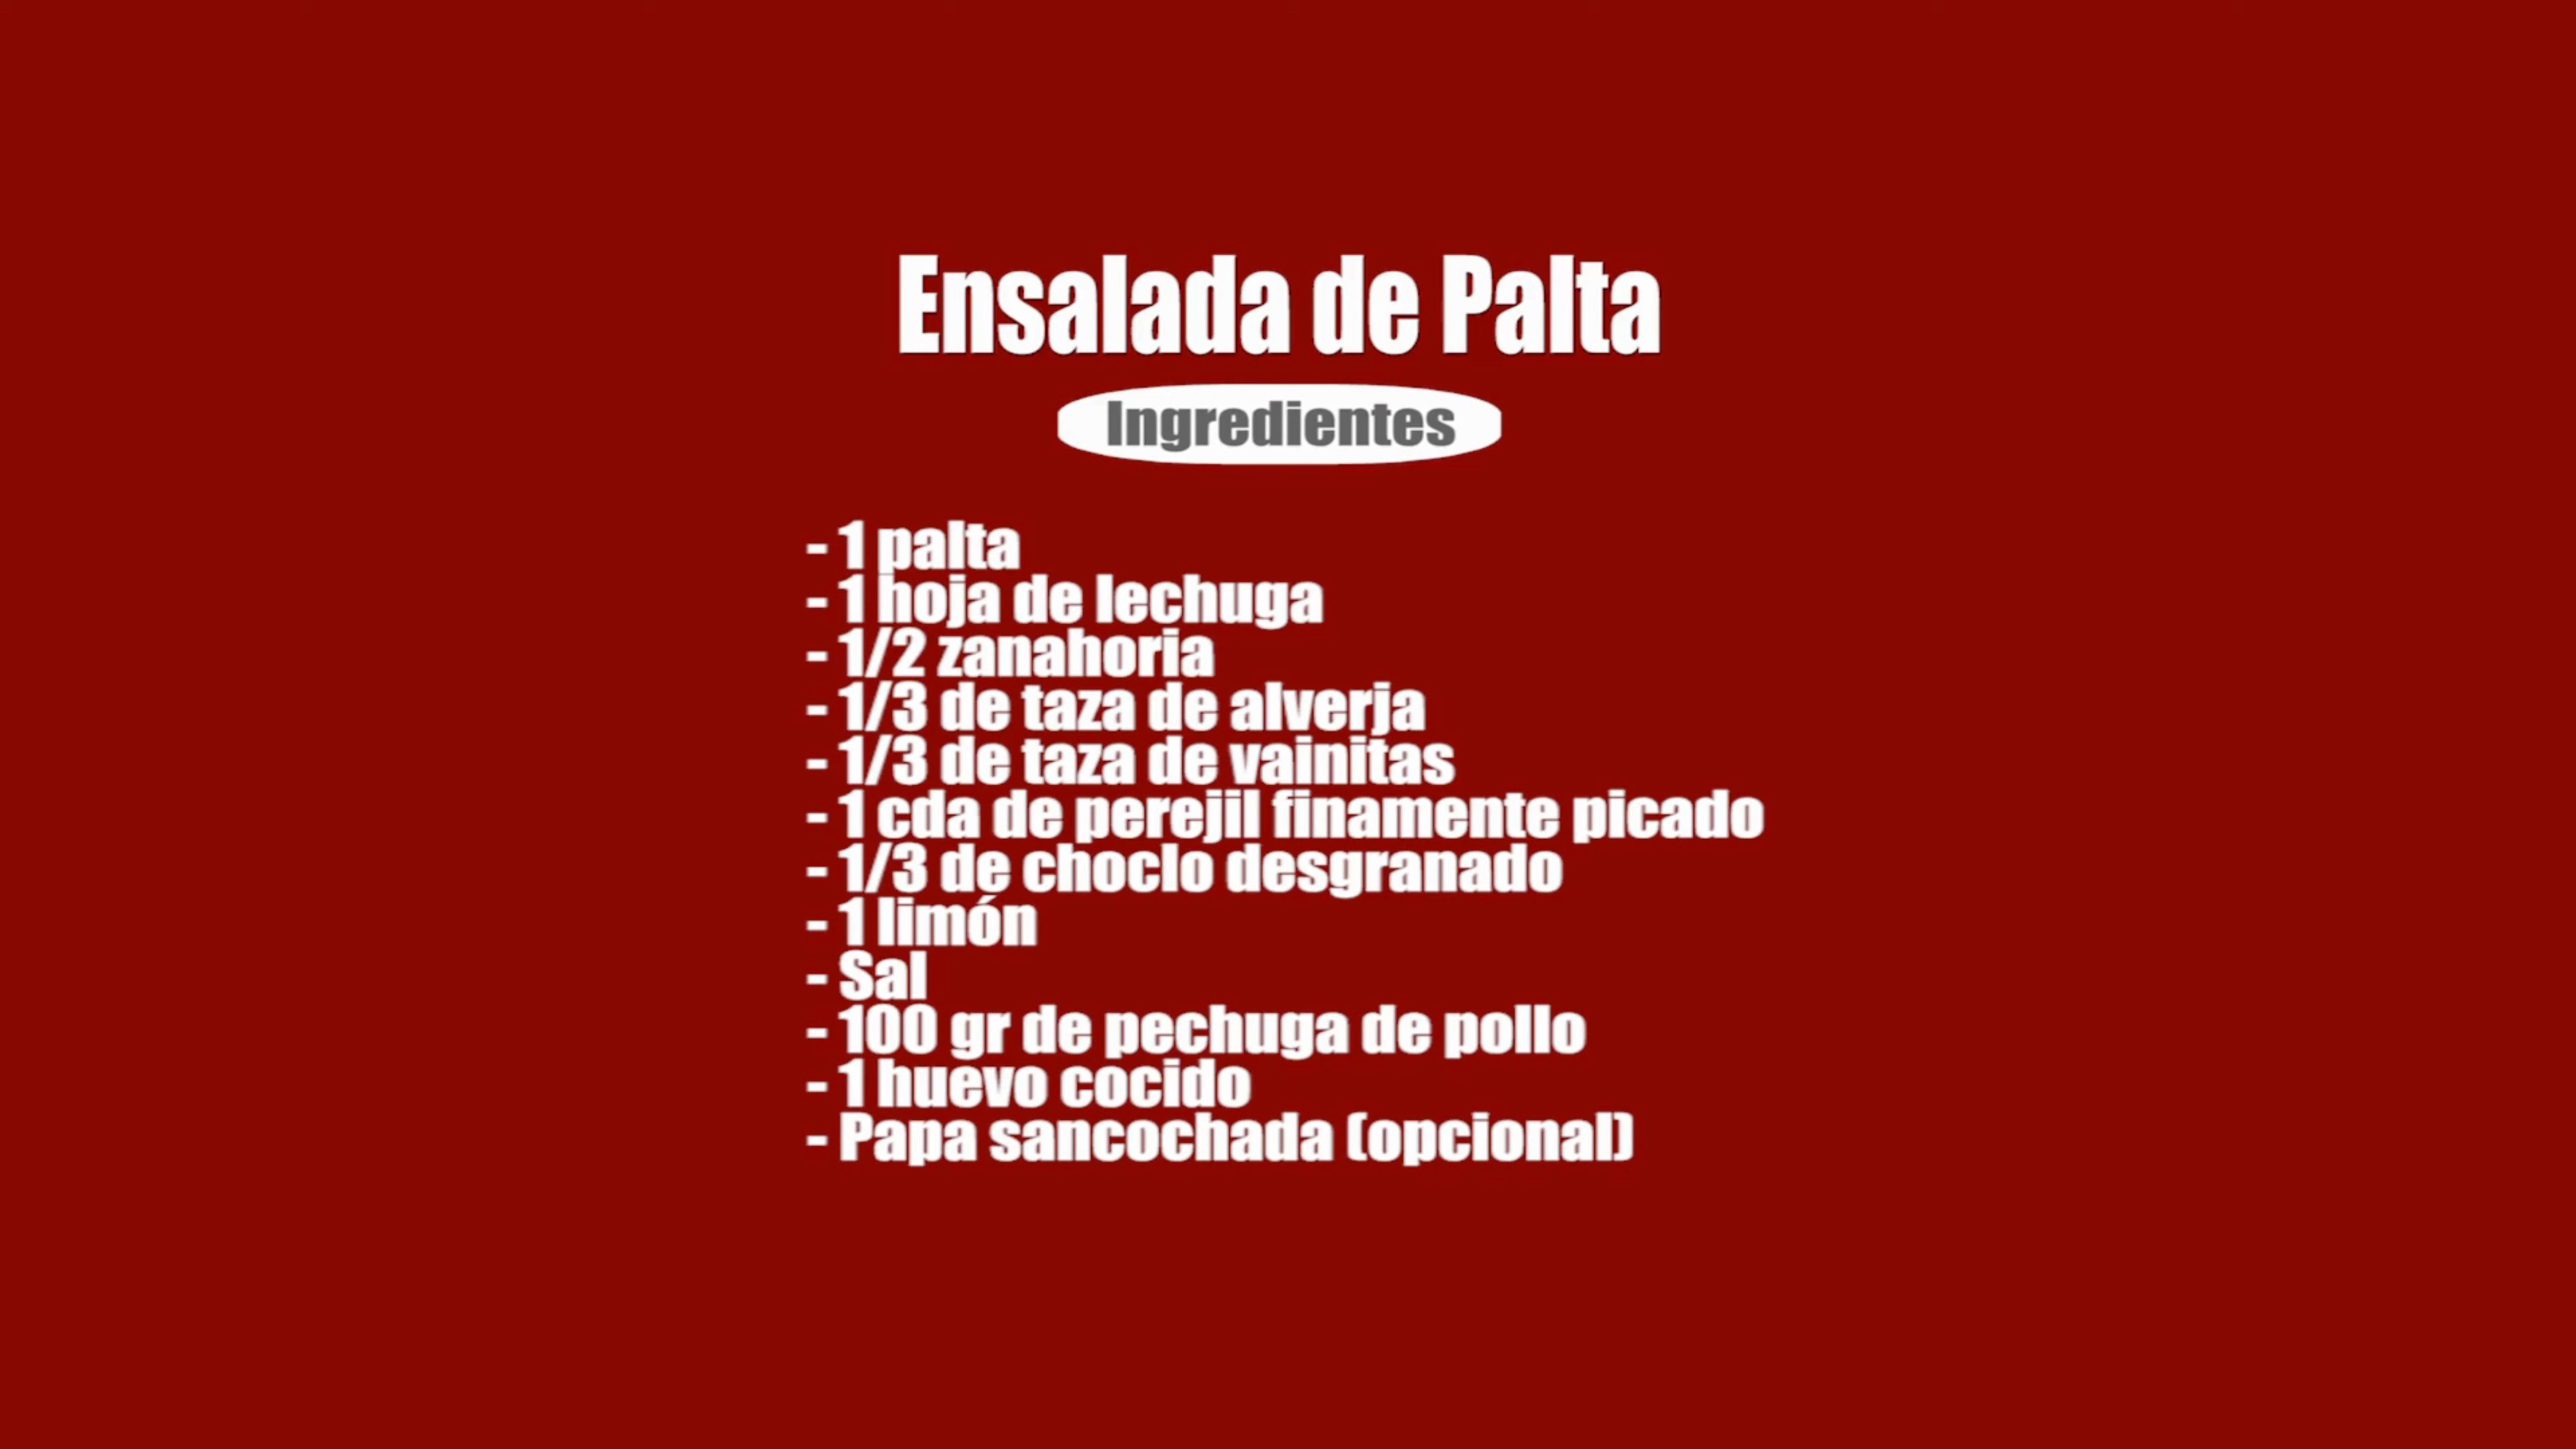 Ensalada de Palta
Ingredientes
- 1 palta
- 1 hoja de lechuga
- 1/2 zanahoria
- 1/3 de taza de alverja
- 1/3 de taza de vainitas
- 1 cda de perejil finamente picado
- 1/3 de choclo desgranado
- 1 limón
- Sal
- 100 gr de pechuga de pollo
- 1 huevo cocido
- Papa sancochada (opcional)